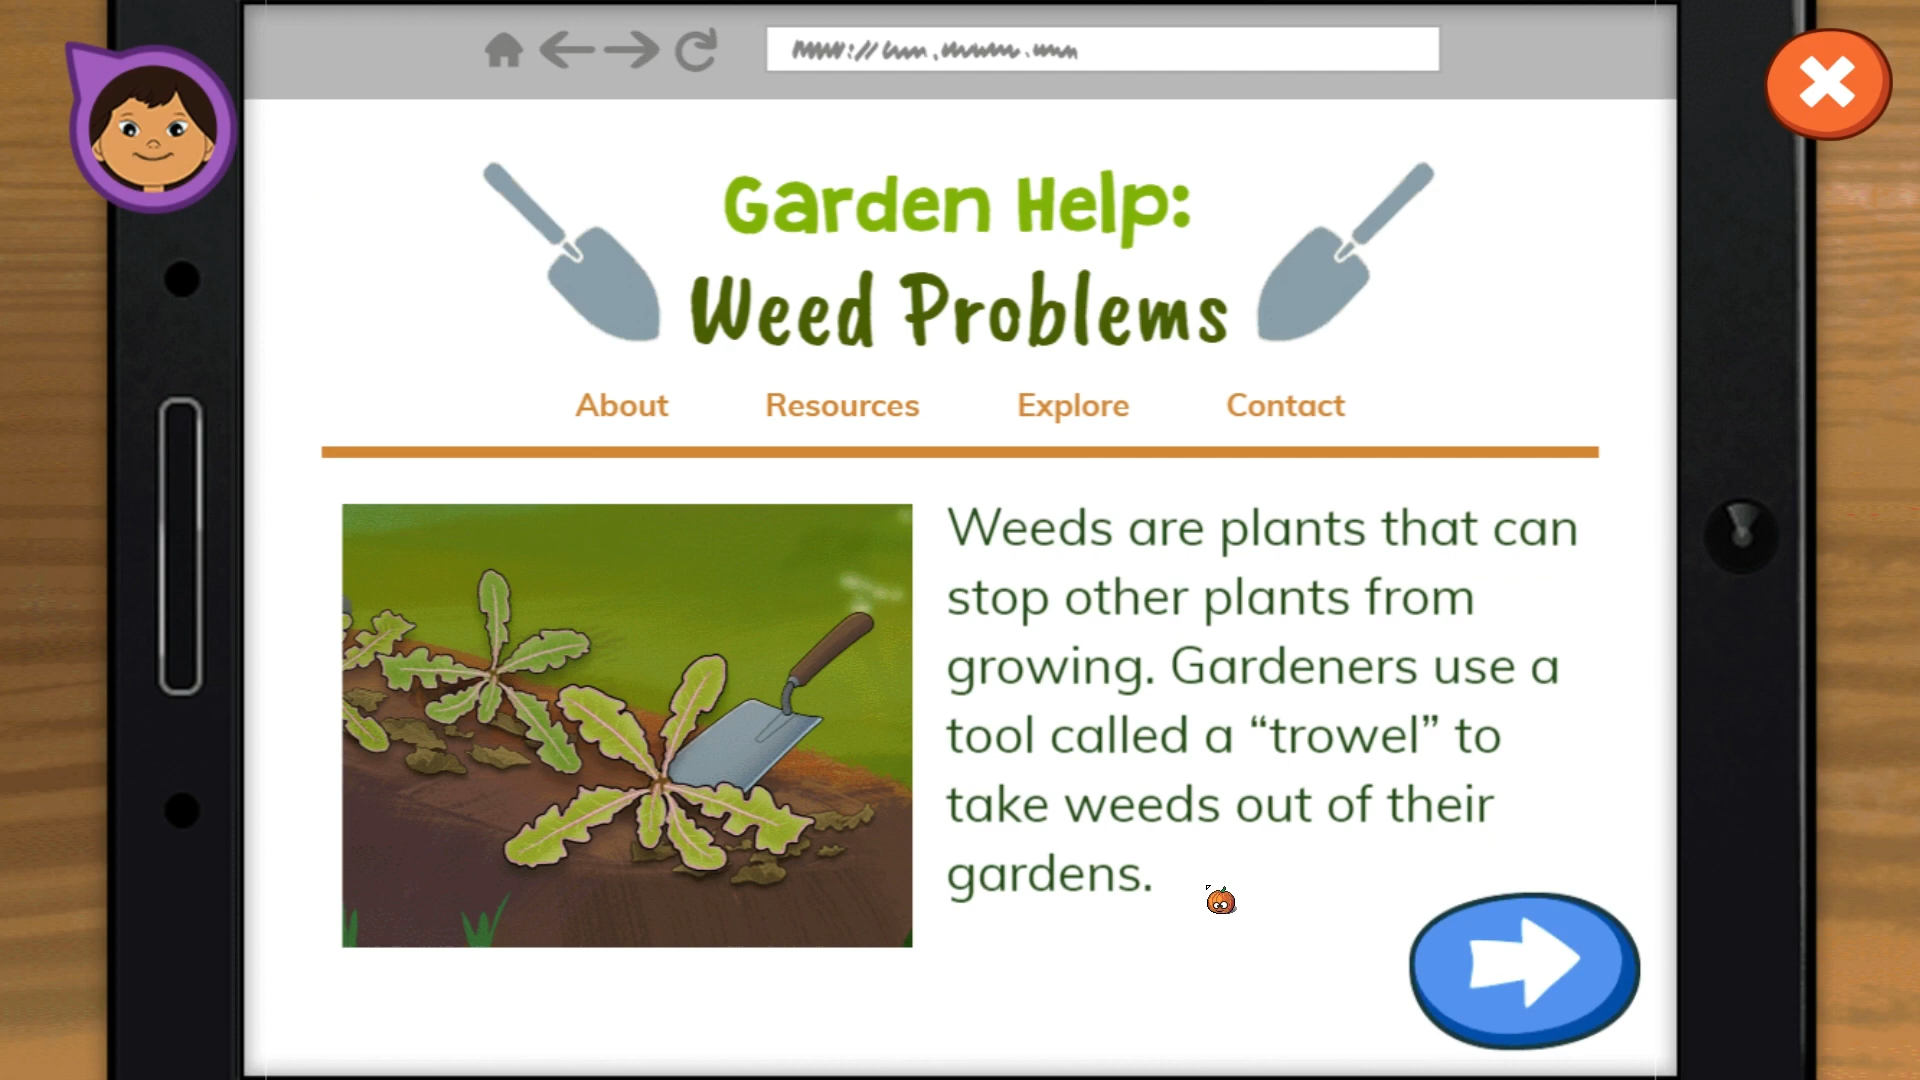 Garden Help:
Weed Problems
About Resources Explore Contact
Weeds are plants that can
stop other plants from
growing. Gardeners use a
tool called a “trowel” to
take weeds out of their
gardens.